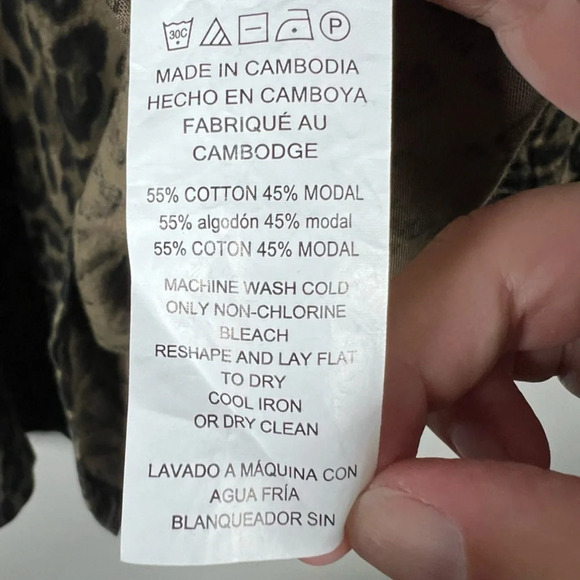 30C P
MADE IN CAMBODIA
HECHO EN CAMBOYA
FABRIQUÉ AU
CAMBODGE
55% COTTON 45% MODAL
55% algodón 45% modal
55% COTON 45% MODAL
MACHINE WASH COLD
ONLY NON-CHLORINE
BLEACH
RESHAPE AND LAY FLAT
TO DRY
COOL IRON
OR DRY CLEAN
LAVADO A MÁQUINA CON
AGUA FRÍA
BLANQUEADOR SIN